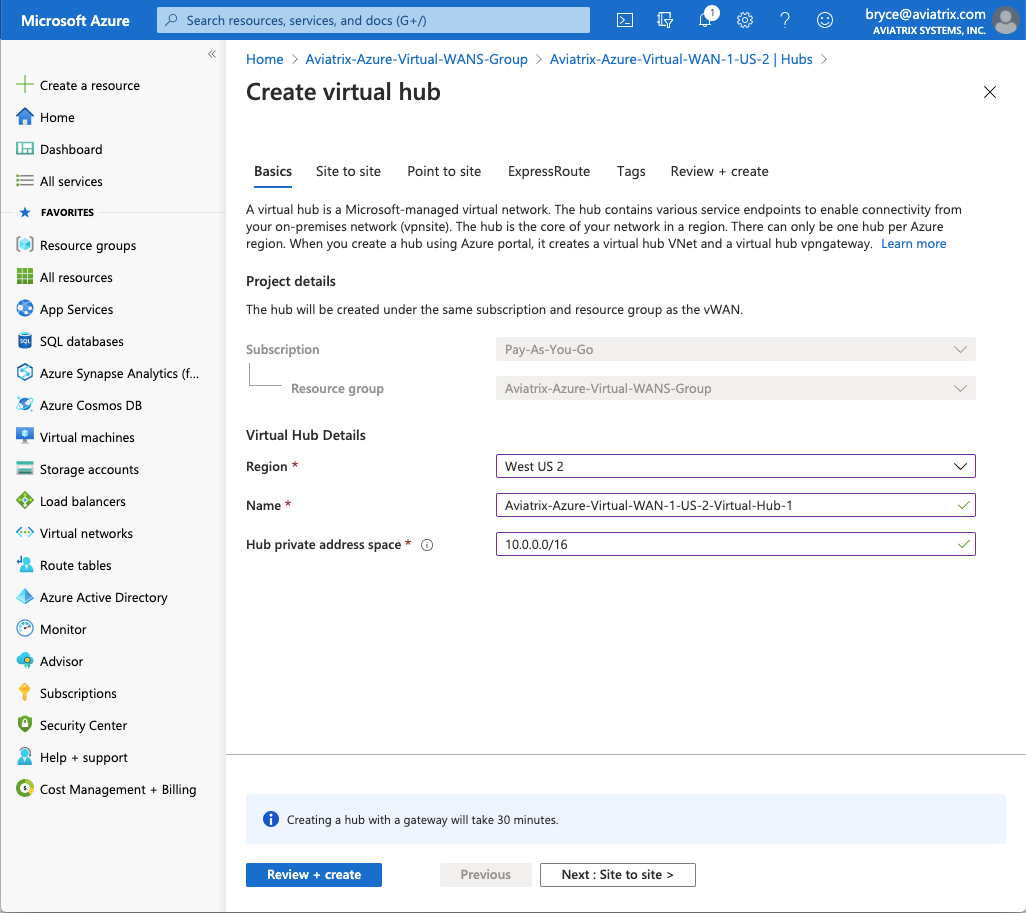 Microsoft Azure
Search resources, services, and docs (G+/)
1
bryce@aviatrix.com
AVIATRIX SYSTEMS, INC.
«
Create a resource
Home
Dashboard
All services
FAVORITES
Resource groups
All resources
App Services
SQL
SQL databases
Azure Synapse Analytics (f...
Azure Cosmos DB
Virtual machines
Storage accounts
Load balancers
Virtual networks
Route tables
Azure Active Directory
Monitor
Advisor
Subscriptions
Security Center
Help + support
Cost Management + Billing
Home > Aviatrix-Azure-Virtual-WANS-Group > Aviatrix-Azure-Virtual-WAN-1-US-2 | Hubs >
Create virtual hub
Basics Site to site Point to site ExpressRoute Tags Review + create
A virtual hub is a Microsoft-managed virtual network. The hub contains various service endpoints to enable connectivity from
your on-premises network (vpnsite). The hub is the core of your network in a region. There can only be one hub per Azure
region. When you create a hub using Azure portal, it creates a virtual hub VNet and a virtual hub vpngateway. Learn more
Project details
The hub will be created under the same subscription and resource group as the vWAN.
Subscription Pay-As-You-Go
Resource group Aviatrix-Azure-Virtual-WANS-Group
Virtual Hub Details
Region * West US 2
Name * Aviatrix-Azure-Virtual-WAN-1-US-2-Virtual-Hub-1
Hub private address space * 10.0.0.0/16
Creating a hub with a gateway will take 30 minutes.
Review + create Previous Next : Site to site >